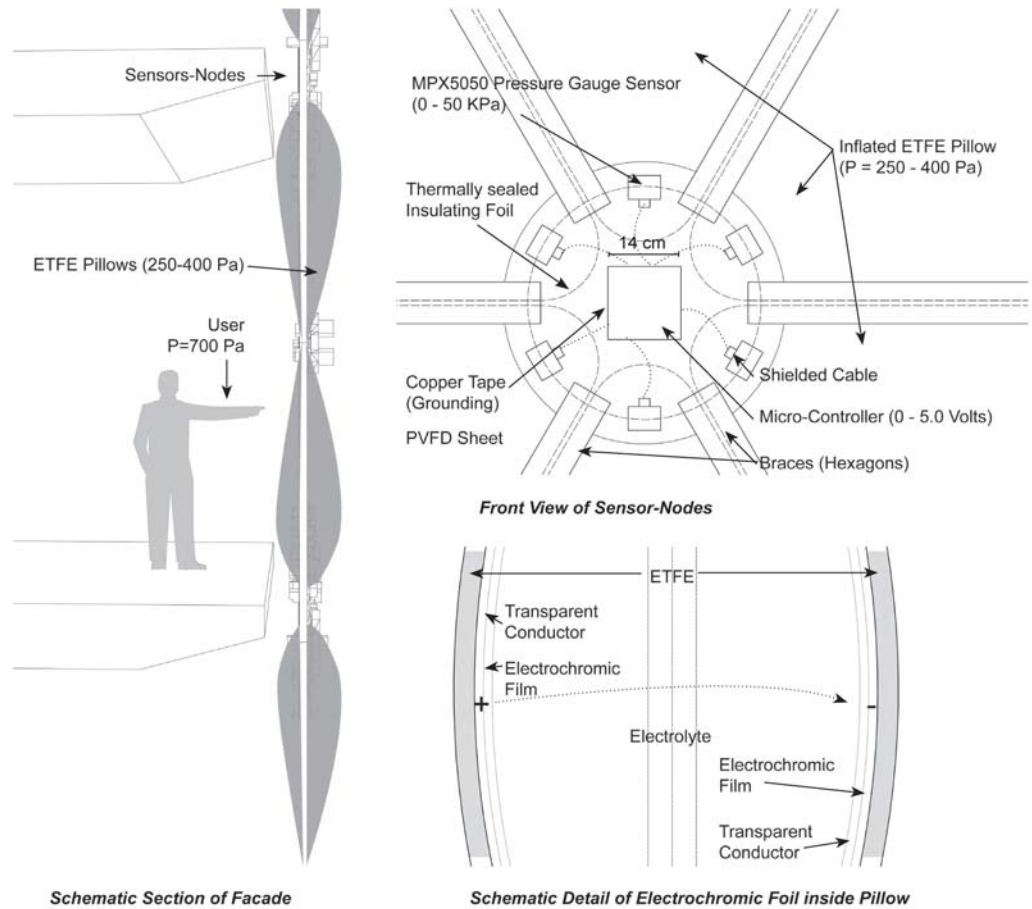 Sensors-Nodes
ETFE Pillows (250-400 Pa)
User
P=700 Pa
Schematic Section of Facade
MPX5050 Pressure Gauge Sensor
(0 - 50 KPa)
Inflated ETFE Pillow
(P = 250 - 400 Pa)
Thermally sealed
Insulating Foil
14 cm
Copper Tape
(Grounding)
PVFD Sheet
Shielded Cable
Micro-Controller (0 - 5.0 Volts)
Braces (Hexagons)
Front View of Sensor-Nodes
ETFE
Transparent
Conductor
Electrochromic
Film
+
-
Electrolyte
Electrochromic
Film
Transparent
Conductor
Schematic Detail of Electrochromic Foil inside Pillow